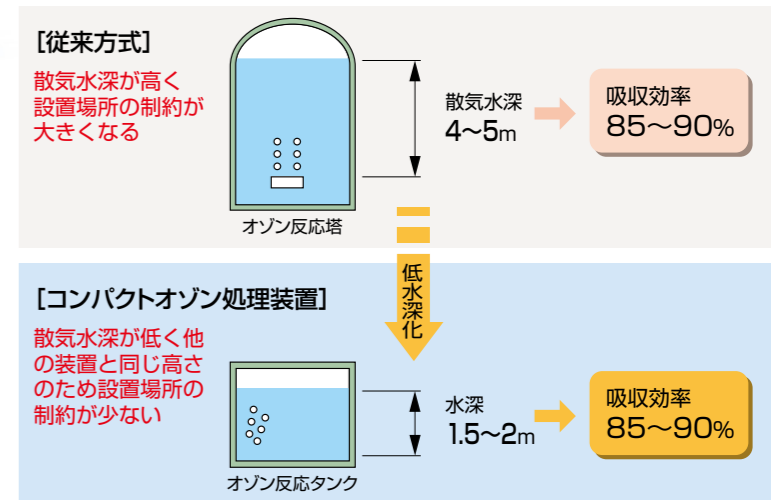 [従来方式]
散気水深が高く
設置場所の制約が
大きくなる
散気水深
4〜5m
吸収効率
85〜90%
オゾン反応塔
低水深化
[コンパクトオゾン処理装置]
散気水深が低く他
の装置と同じ高さ
のため設置場所の
制約が少ない
水深
1.5〜2m
吸収効率
85〜90%
オゾン反応タンク